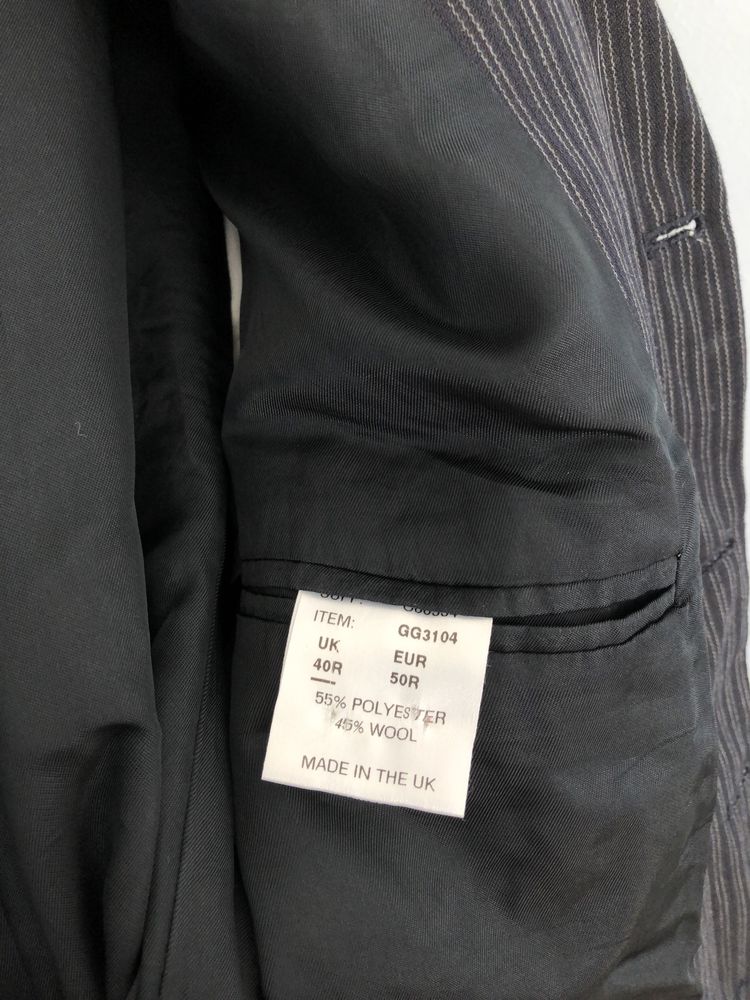 ITEM: GG3104
UK EUR
40R 50R
55% POLYESTER
45% WOOL
MADE IN THE UK